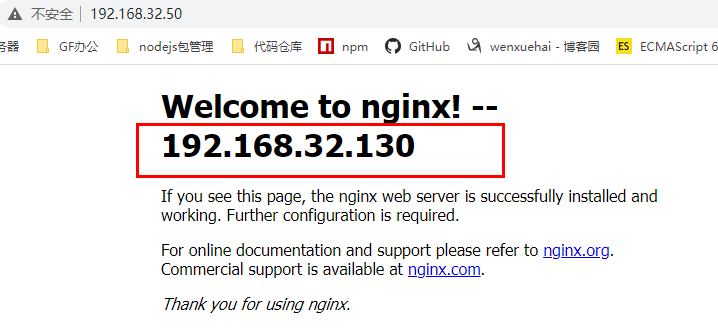 不安全 192.168.32.50
务器 GF办公 nodejs包管理 代码仓库 npm GitHub wenxuehai - 博客园 ES ECMAScript 6
Welcome to nginx! --
192.168.32.130
If you see this page, the nginx web server is successfully installed and
working. Further configuration is required.
For online documentation and support please refer to nginx.org.
Commercial support is available at nginx.com.
Thank you for using nginx.